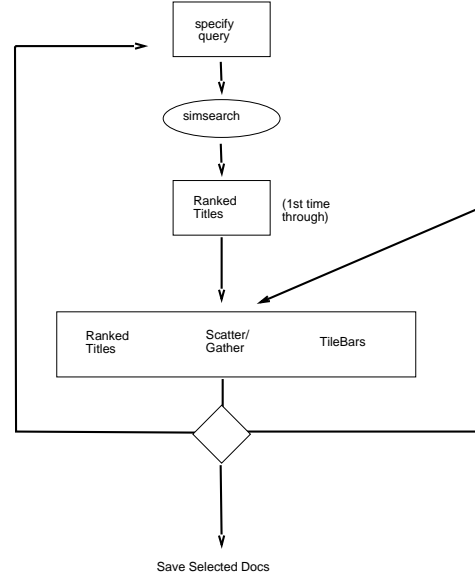 specify
query
simsearch
Ranked
Titles
(1st time
through)
Ranked
Titles
Scatter/
Gather
TileBars
Save Selected Docs